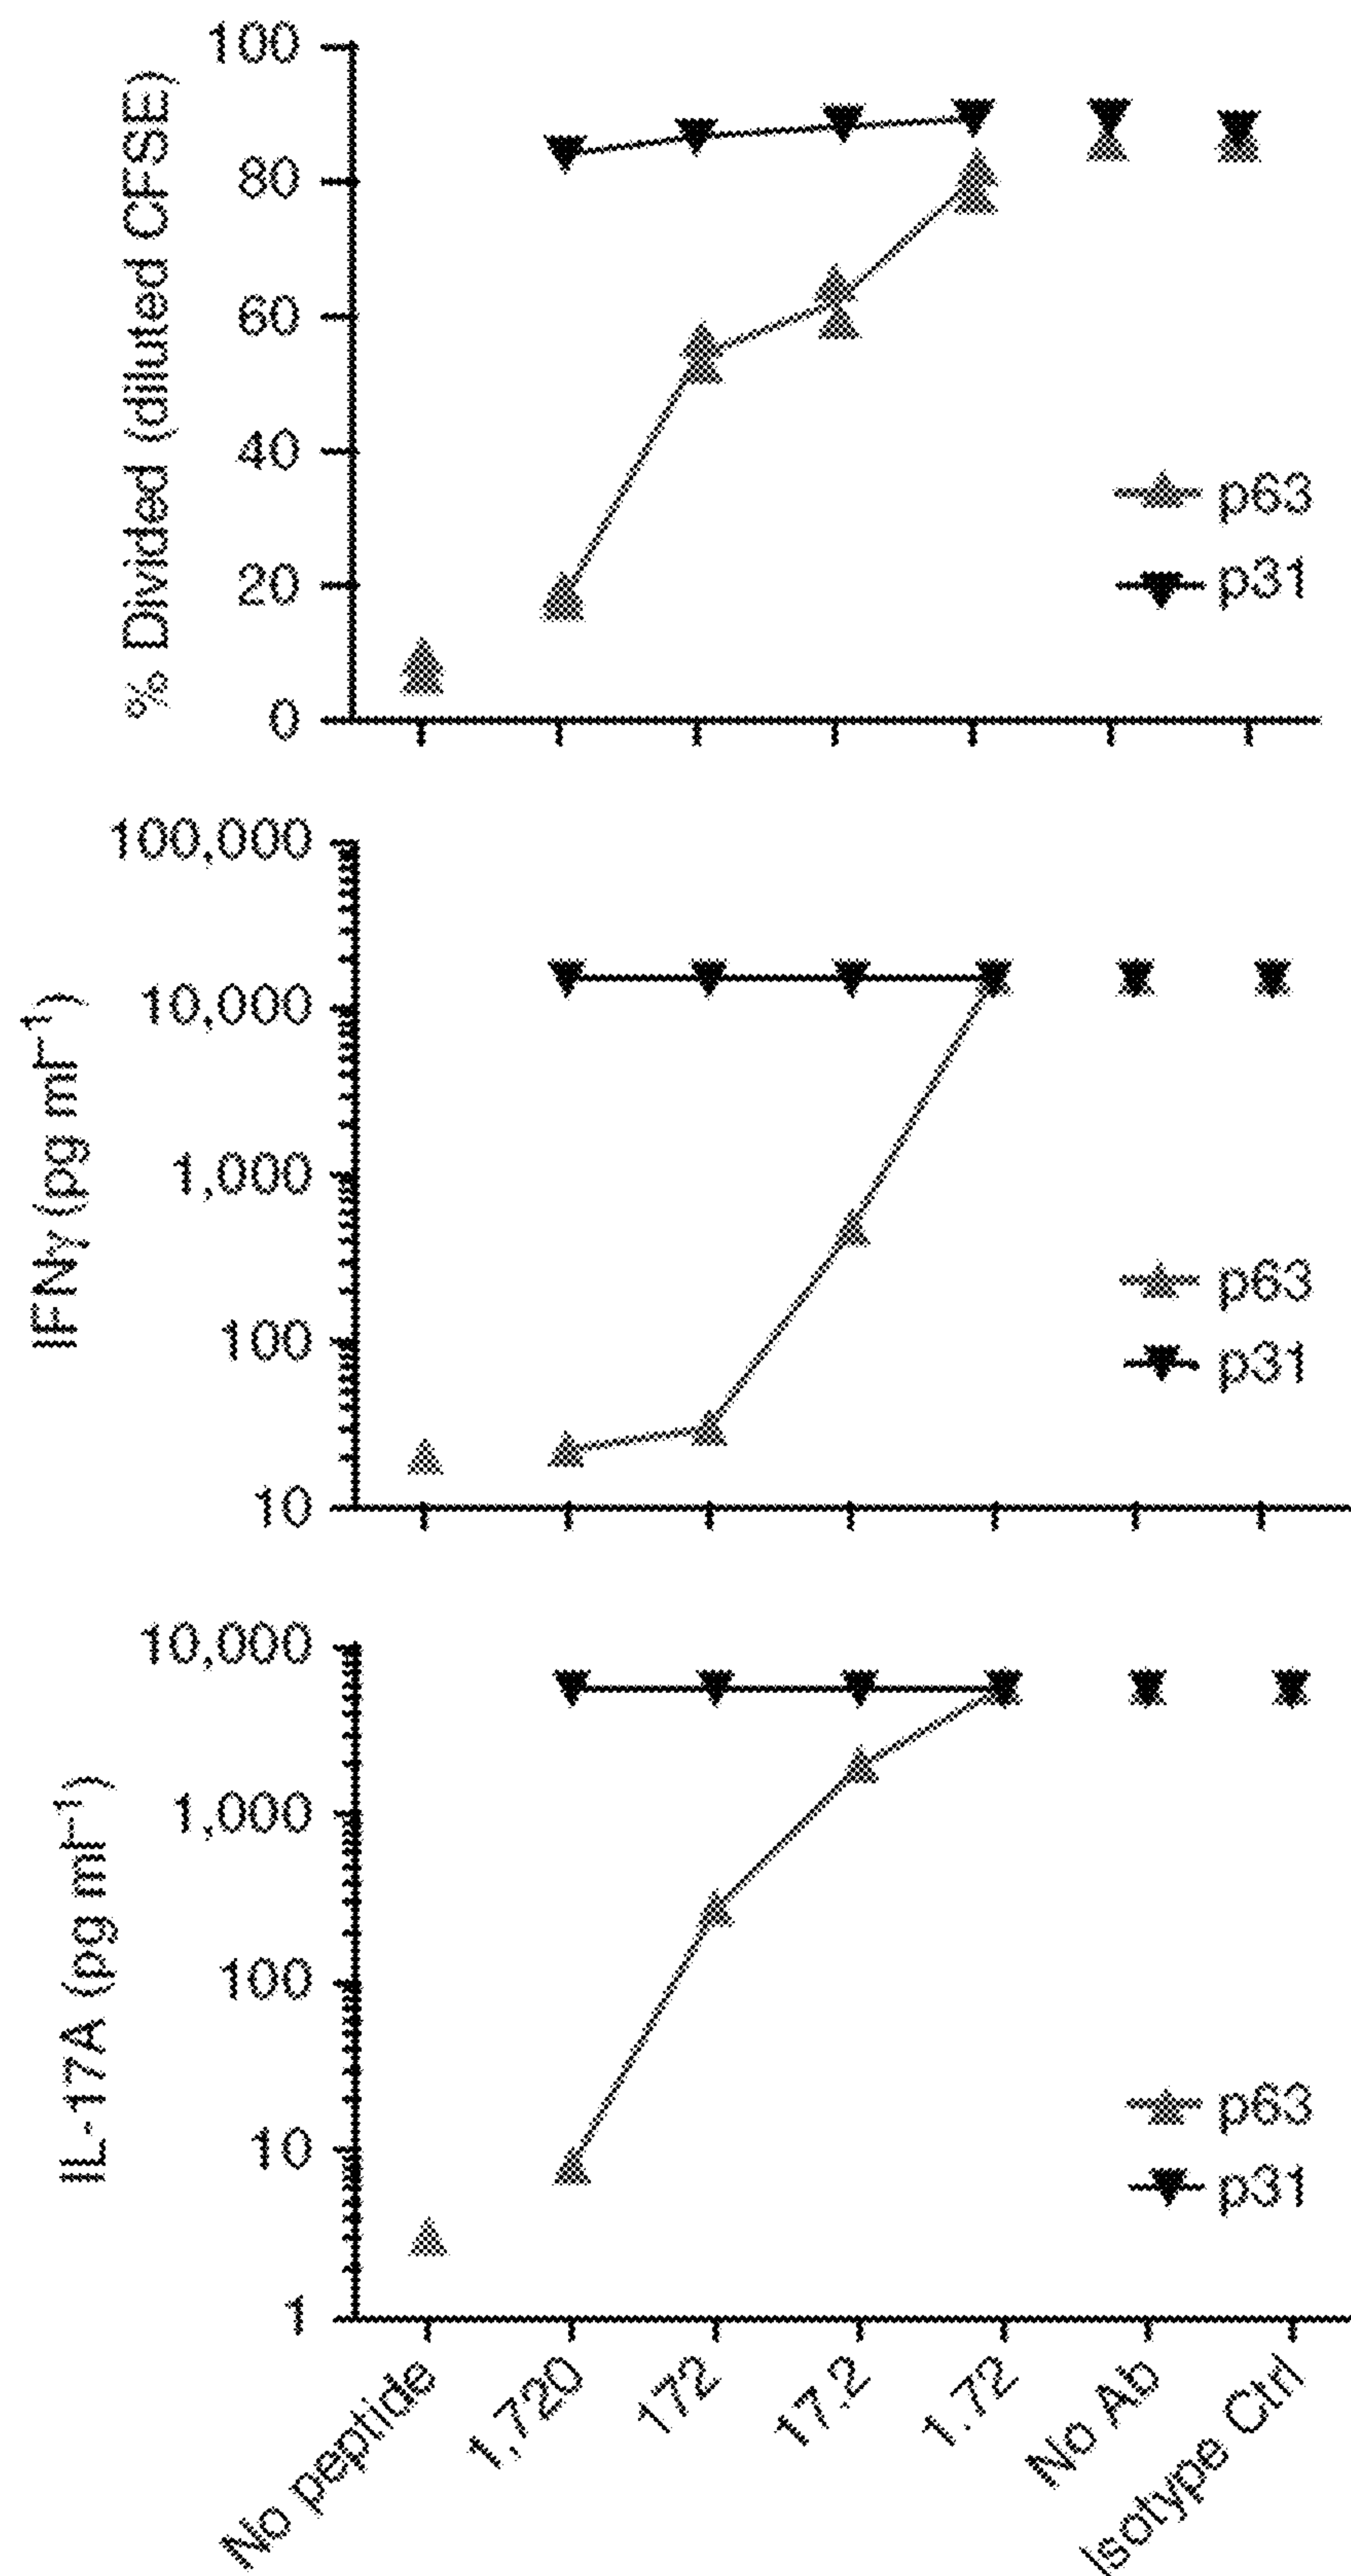 % Divided (diluted CFSE)
100
80
60
40
20
0
p63
p31
IFNγ (pg ml⁻¹)
100,000
10,000
1,000
100
10
p63
p31
IL-17A (pg ml⁻¹)
10,000
1,000
100
10
1
p63
p31
No peptide
1,720
172
17.2
1.72
No Ab
Isotype Ctrl